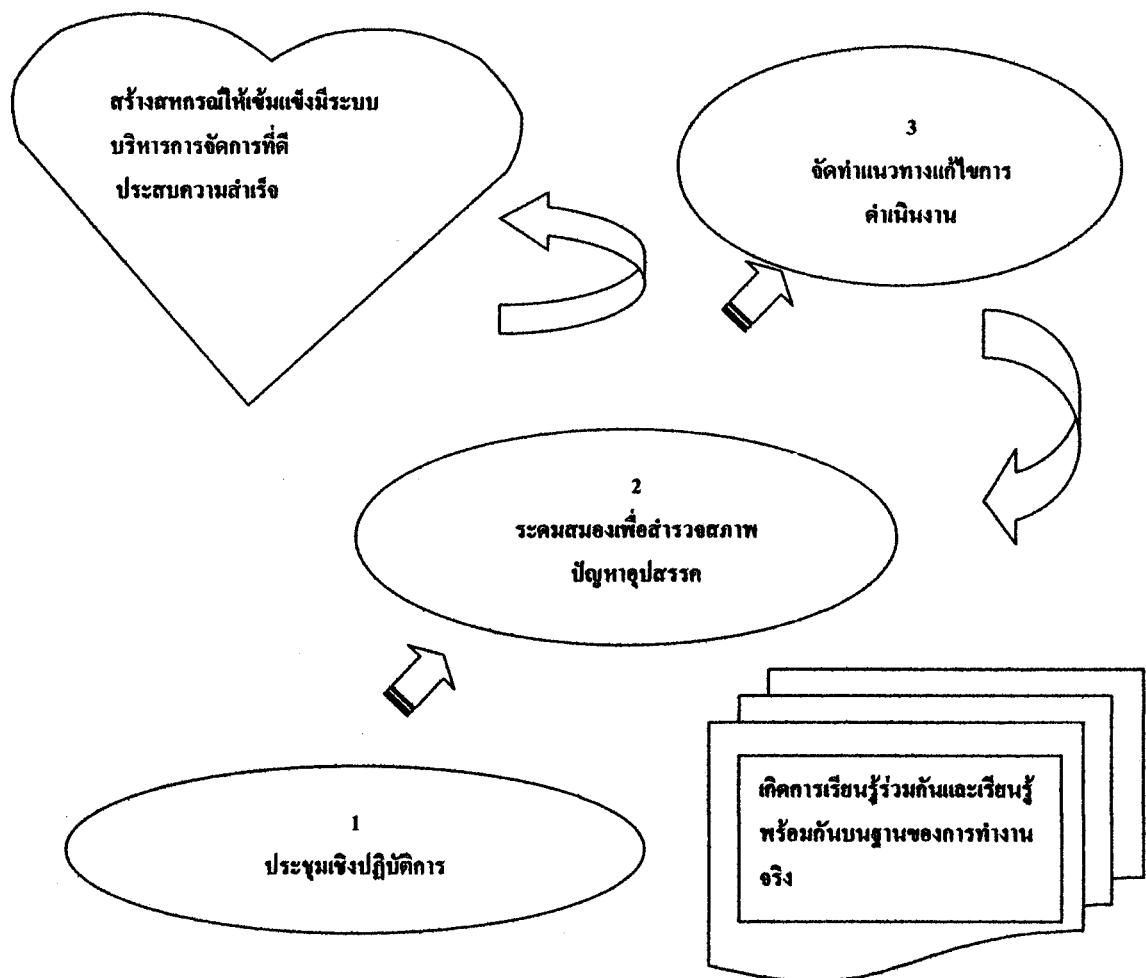 สร้างสหกรณ์ให้เข้มแข็งมีระบบ
บริหารการจัดการที่ดี
ประสบความสำเร็จ
3
จัดทำแนวทางแก้ไขการ
ดำเนินงาน
2
ระดมสมองเพื่อสำรวจสภาพ
ปัญหาอุปสรรค
1
ประชุมเชิงปฏิบัติการ
เกิดการเรียนรู้ร่วมกันและเรียนรู้
พร้อมกันบนฐานของการทำงาน
จริง